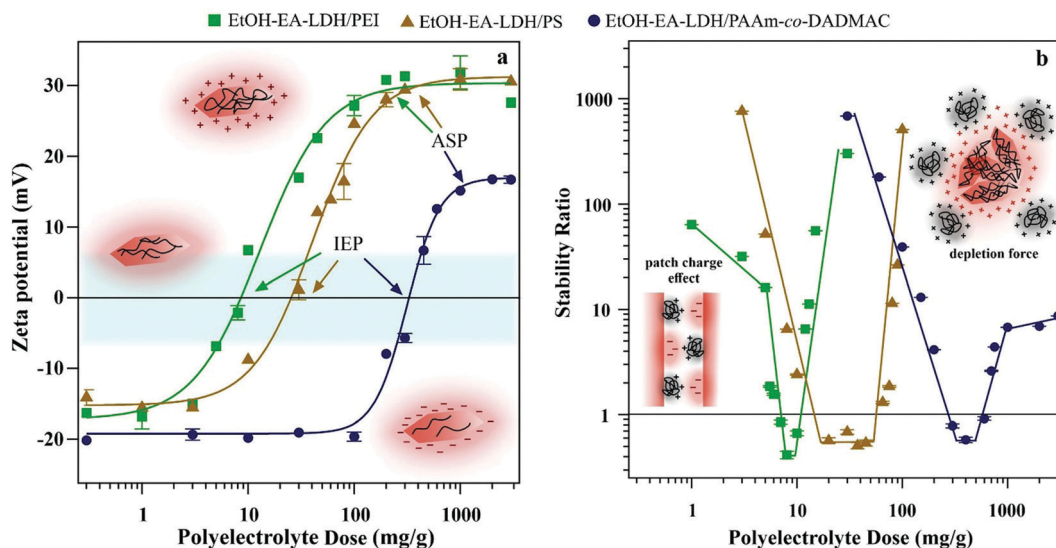 EtOH-EA-LDH/PEI EtOH-EA-LDH/PS EtOH-EA-LDH/PAAm-co-DADMAC
a
Zeta potential (mV)
30
20
10
0
-10
-20
ASP
IEP
1 10 100 1000
Polyelectrolyte Dose (mg/g)
b
Stability Ratio
1000
100
10
1
patch charge
effect
depletion force
1 10 100 1000
Polyelectrolyte Dose (mg/g)